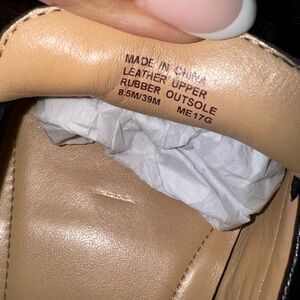 MADE IN CHINA
LEATHER UPPER
RUBBER OUTSOLE
8.5M/39M ME17G